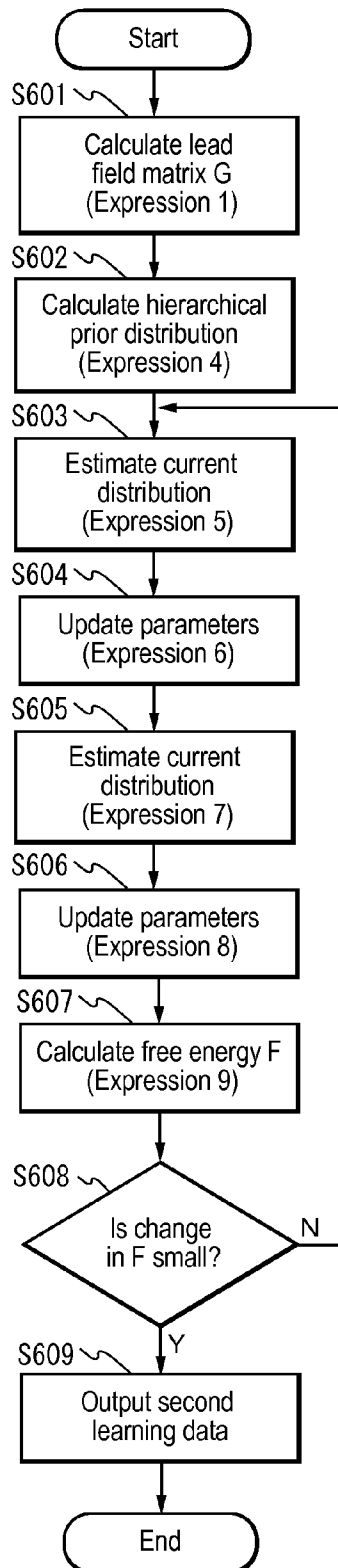 Start
S601
Calculate lead
field matrix G
(Expression 1)
S602
Calculate hierarchical
prior distribution
(Expression 4)
S603
Estimate current
distribution
(Expression 5)
S604
Update parameters
(Expression 6)
S605
Estimate current
distribution
(Expression 7)
S606
Update parameters
(Expression 8)
S607
Calculate free energy F
(Expression 9)
S608
Is change
in F small?
N
Y
S609
Output second
learning data
End